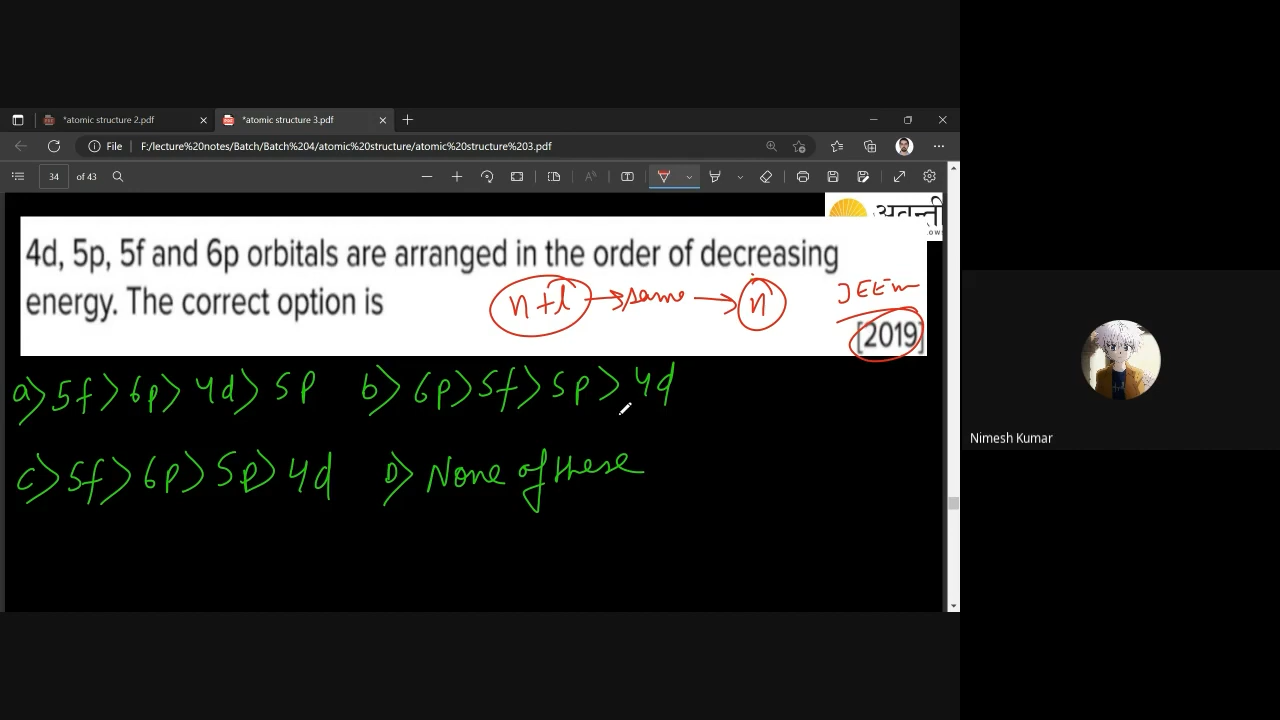 *atomic structure 2.pdf
*atomic structure 3.pdf
File F:/lecture%20notes/Batch/Batch%204/atomic%20structure/atomic%20structure%203.pdf
34 of 43
अवन्ती
4d, 5p, 5f and 6p orbitals are arranged in the order of decreasing
energy. The correct option is
n+l → same → n
JEEm
[2019]
a> 5f > 6p > 4d > 5p b> 6p > 5f > 5p > 4d
c> 5f > 6p > 5p > 4d D> None of these
Nimesh Kumar